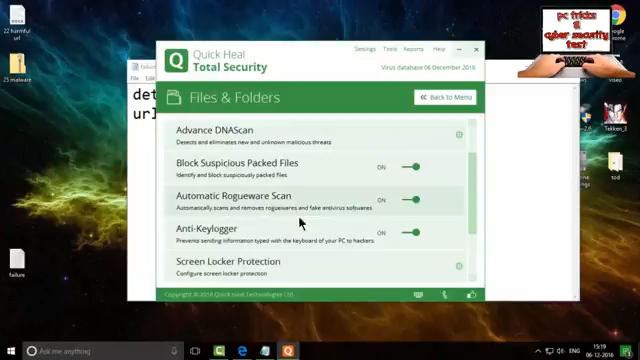 22 harmful
url
25 malware
failure
pc tricks
& cyber security
test
Google
Tekken_3
tod
File
det
url
Quick Heal
Total Security
Settings Tools Reports Help
Virus database 06 December 2016
Files & Folders
Back to Menu
Advance DNAScan
Detects and eliminates new and unknown malicious threats
Block Suspicious Packed Files
Identify and block suspiciously packed files
ON
Automatic Rogueware Scan
Automatically scans and removes roguewares and fake antivirus softwares
ON
Anti-Keylogger
Prevents sending information typed with the keyboard of your PC to hackers
ON
Screen Locker Protection
Configure screen locker protection
Copyright © 2016 Quick Heal Technologies Ltd.
Ask me anything
ENG
15:19
06-12-2016